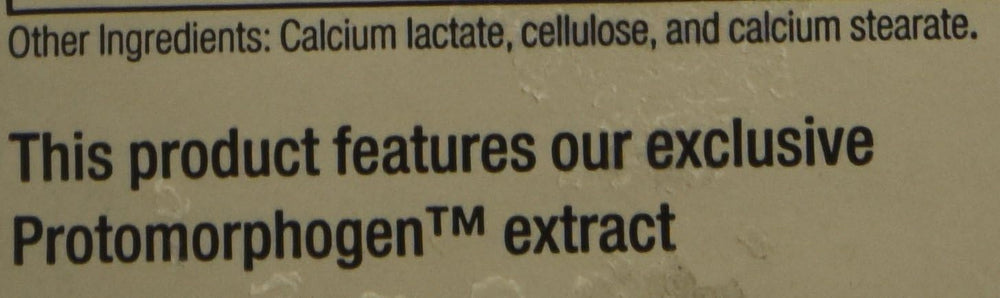 Other Ingredients: Calcium lactate, cellulose, and calcium stearate.
This product features our exclusive
Protomorphogen™ extract